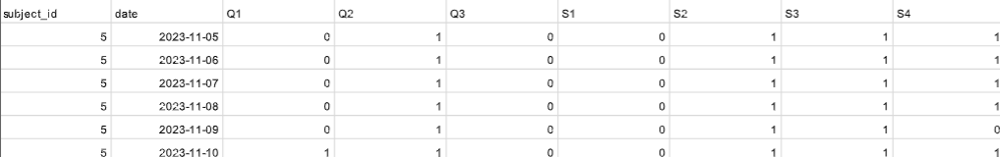 subject_id date Q1 Q2 Q3 S1 S2 S3 S4
5 2023-11-05 0 1 0 0 1 1 1
5 2023-11-06 0 1 0 0 1 1 1
5 2023-11-07 0 1 0 0 1 1 1
5 2023-11-08 0 1 0 0 1 1 1
5 2023-11-09 0 1 0 0 1 1 0
5 2023-11-10 1 1 0 0 1 1 1